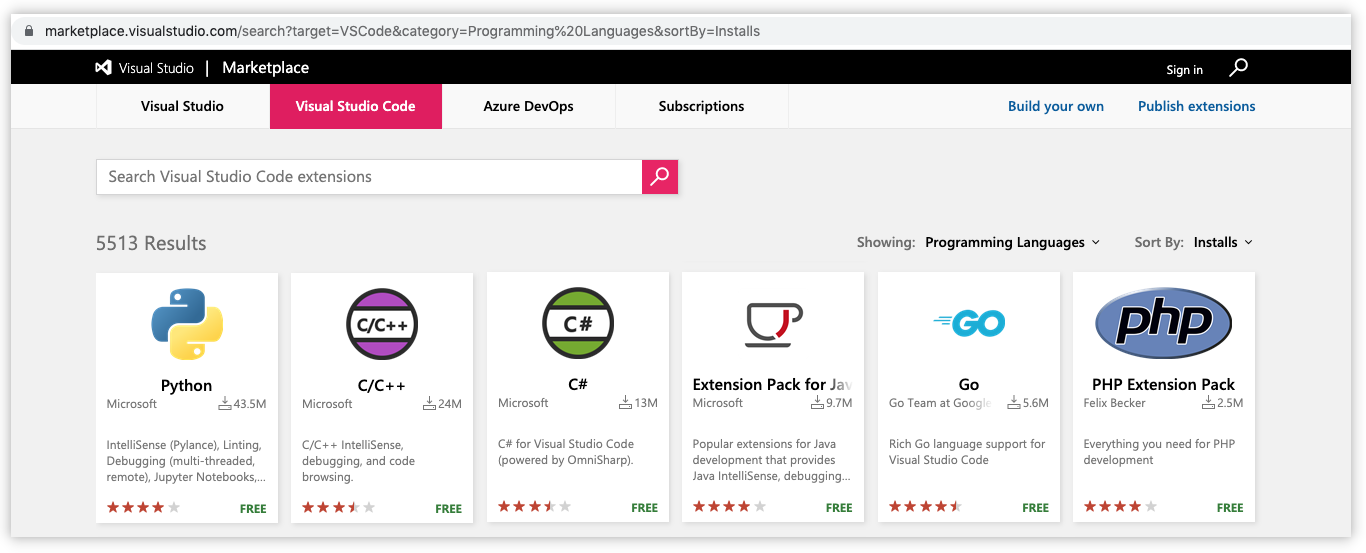 marketplace.visualstudio.com/search?target=VSCode&category=Programming%20Languages&sortBy=Installs
Visual Studio | Marketplace
Sign in
Visual Studio
Visual Studio Code
Azure DevOps
Subscriptions
Build your own
Publish extensions
Search Visual Studio Code extensions
5513 Results
Showing: Programming Languages
Sort By: Installs
Python
Microsoft 43.5M
IntelliSense (Pylance), Linting,
Debugging (multi-threaded,
remote), Jupyter Notebooks,...
FREE
C/C++
C/C++
Microsoft 24M
C/C++ IntelliSense,
debugging, and code
browsing.
FREE
C#
C#
Microsoft 13M
C# for Visual Studio Code
(powered by OmniSharp).
FREE
Extension Pack for Java
Microsoft 9.7M
Popular extensions for Java
development that provides
Java IntelliSense, debugging...
FREE
GO
Go
Go Team at Google 5.6M
Rich Go language support for
Visual Studio Code
FREE
php
PHP Extension Pack
Felix Becker 2.5M
Everything you need for PHP
development
FREE